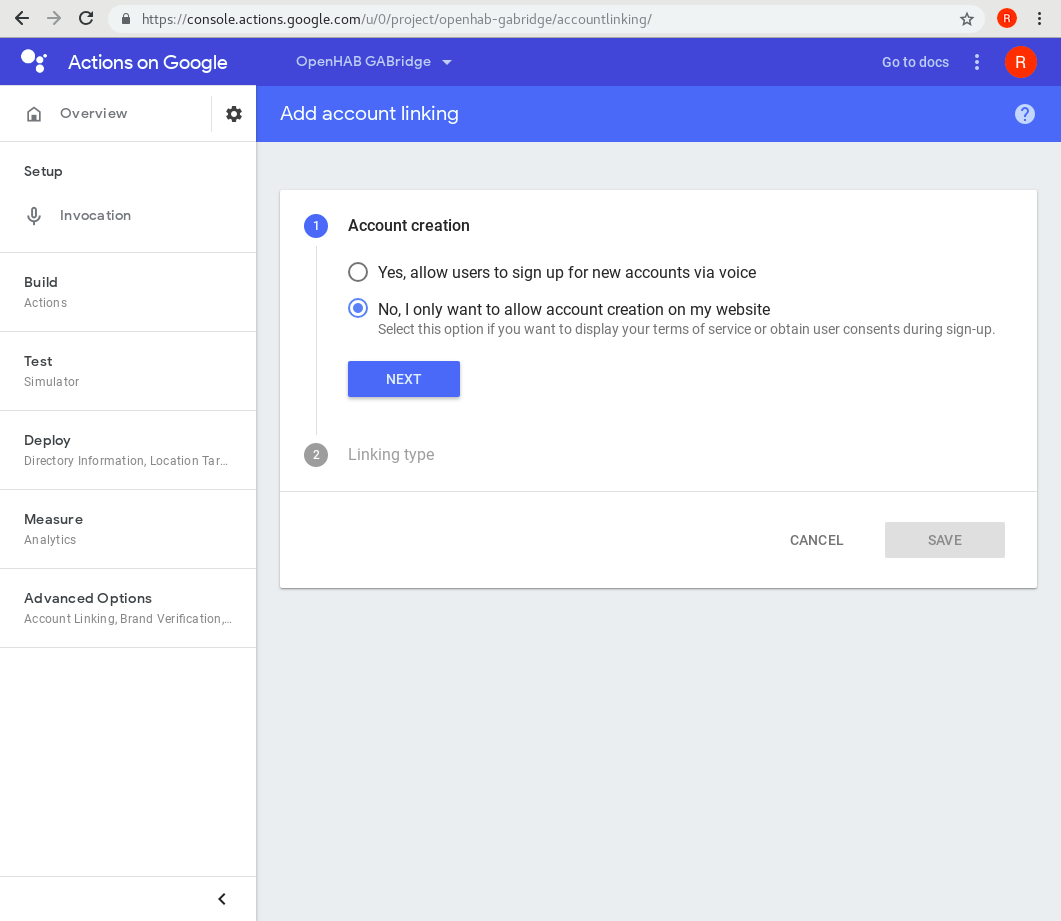 https://console.actions.google.com/u/0/project/openhab-gabridge/accountlinking/
R
Actions on Google
OpenHAB GABridge
Go to docs
R
Overview
Add account linking
Setup
Invocation
Build
Actions
Test
Simulator
Deploy
Directory Information, Location Tar...
Measure
Analytics
Advanced Options
Account Linking, Brand Verification,...
1
Account creation
Yes, allow users to sign up for new accounts via voice
No, I only want to allow account creation on my website
Select this option if you want to display your terms of service or obtain user consents during sign-up.
NEXT
2
Linking type
CANCEL
SAVE